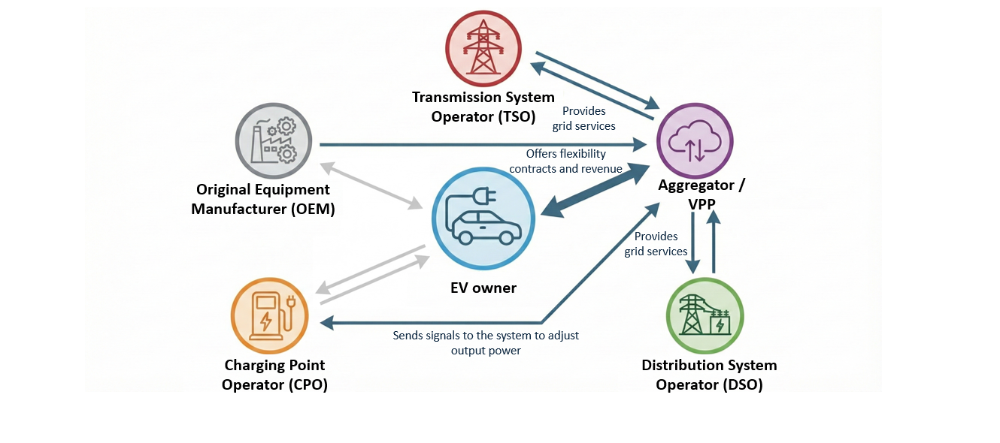 Transmission System
Operator (TSO)
Provides
grid services
Original Equipment
Manufacturer (OEM)
Offers flexibility
contracts and revenue
Aggregator /
VPP
Provides
grid services
EV owner
Sends signals to the system to adjust
output power
Charging Point
Operator (CPO)
Distribution System
Operator (DSO)